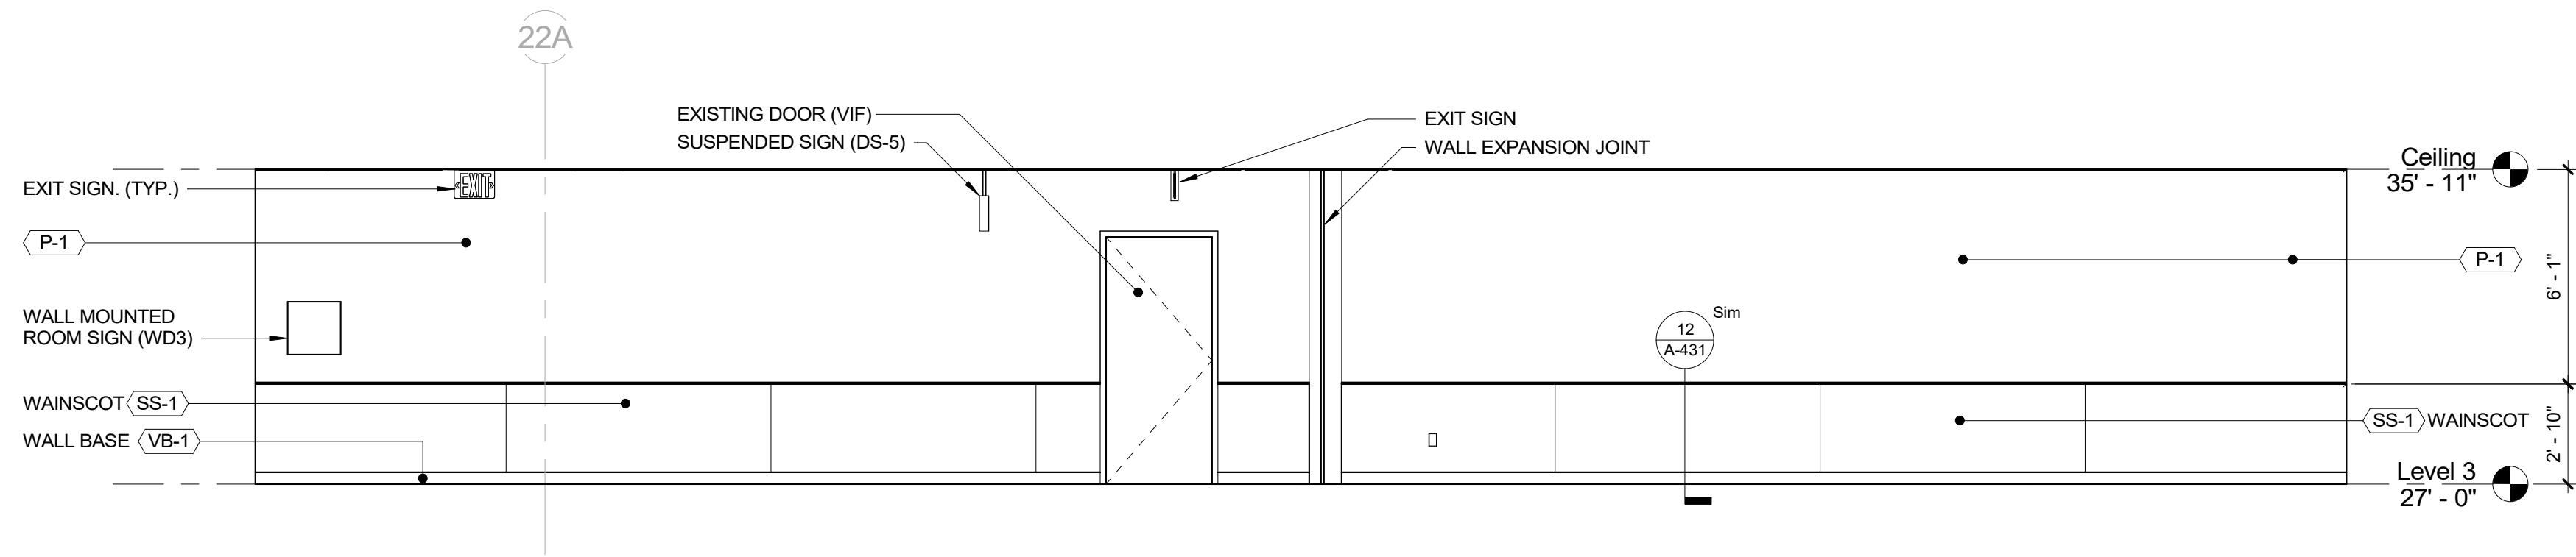 22A
EXISTING DOOR (VIF)
SUSPENDED SIGN (DS-5)
EXIT SIGN
WALL EXPANSION JOINT
Ceiling
35' - 11"
EXIT SIGN. (TYP.)
EXIT
P-1
P-1
6' - 1"
WALL MOUNTED
ROOM SIGN (WD3)
12
Sim
A-431
WAINSCOT SS-1
SS-1 WAINSCOT
WALL BASE VB-1
2' - 10"
Level 3
27' - 0"